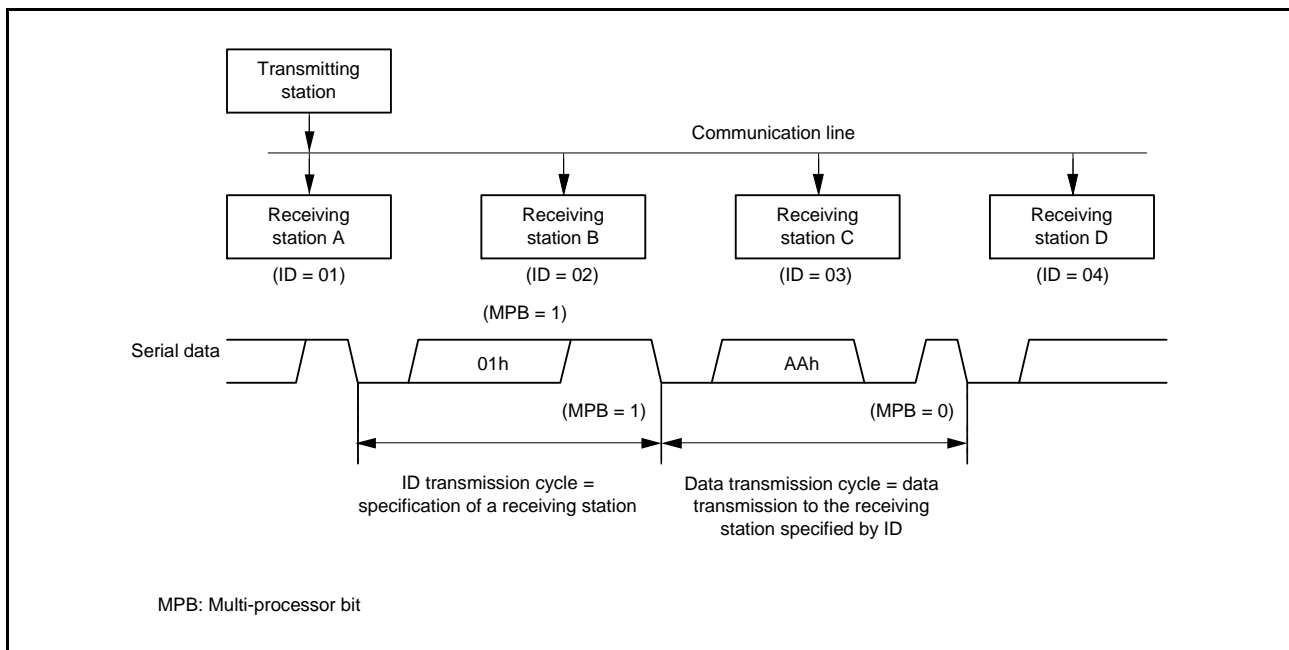 Transmitting
station
Communication line
Receiving
station A
(ID = 01)
Receiving
station B
(ID = 02)
Receiving
station C
(ID = 03)
Receiving
station D
(ID = 04)
(MPB = 1)
Serial data
01h
AAh
(MPB = 1)
(MPB = 0)
ID transmission cycle =
specification of a receiving station
Data transmission cycle = data
transmission to the receiving
station specified by ID
MPB: Multi-processor bit